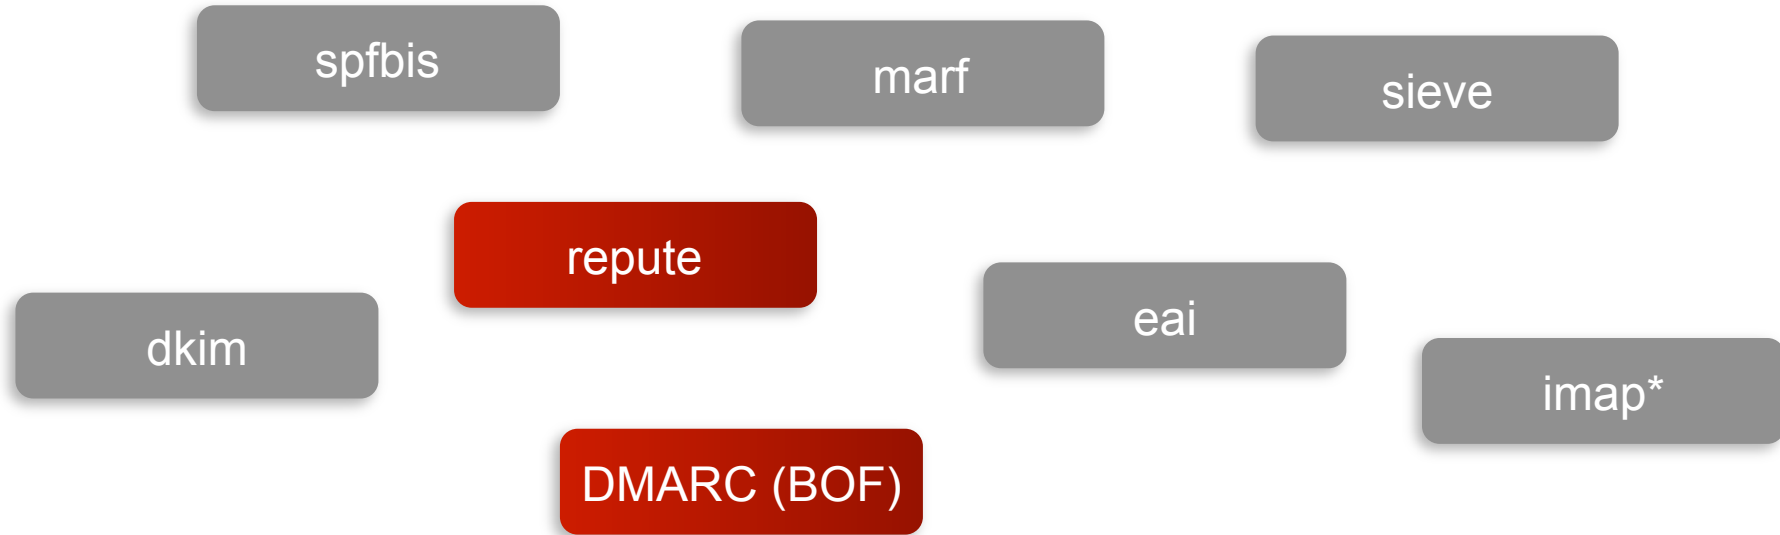 spfbis
marf
sieve
repute
eai
dkim
imap*
DMARC (BOF)